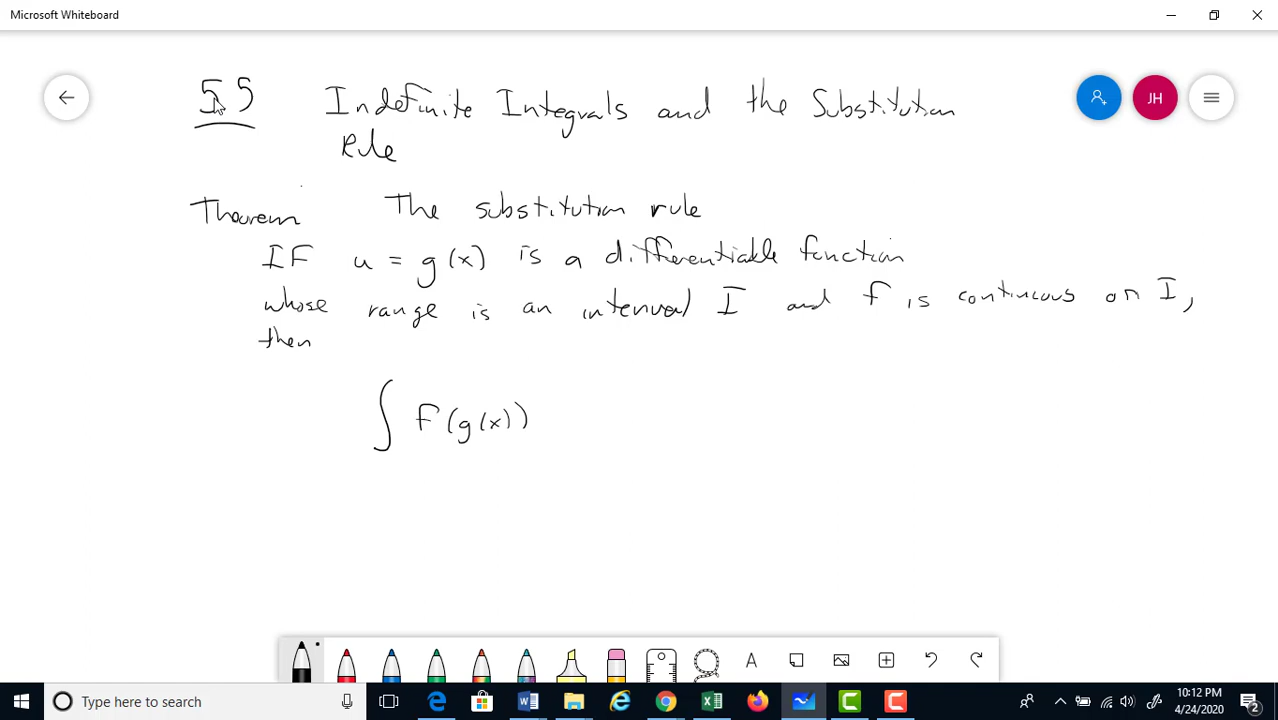 Microsoft Whiteboard
5.5 Indefinite Integrals and the Substitution
Rule
JH
Theorem The substitution rule
IF u = g(x) is a differentiable function
whose range is an interval I and f is continuous on I,
then
∫ f(g(x))
A
Type here to search
10:12 PM
4/24/2020
2